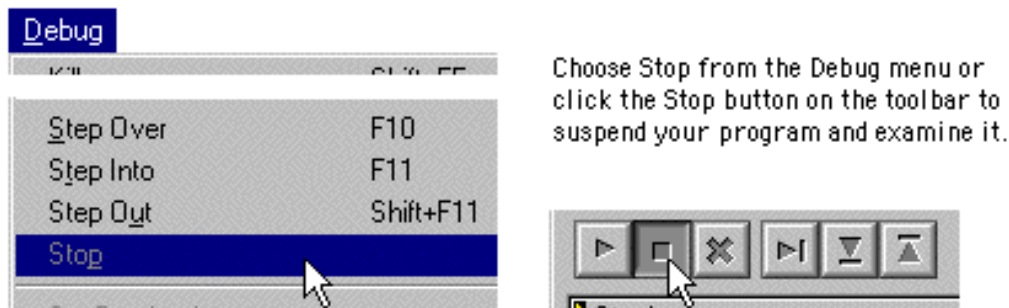 Debug
Step Over F10
Step Into F11
Step Out Shift+F11
Stop
Choose Stop from the Debug menu or
click the Stop button on the toolbar to
suspend your program and examine it.